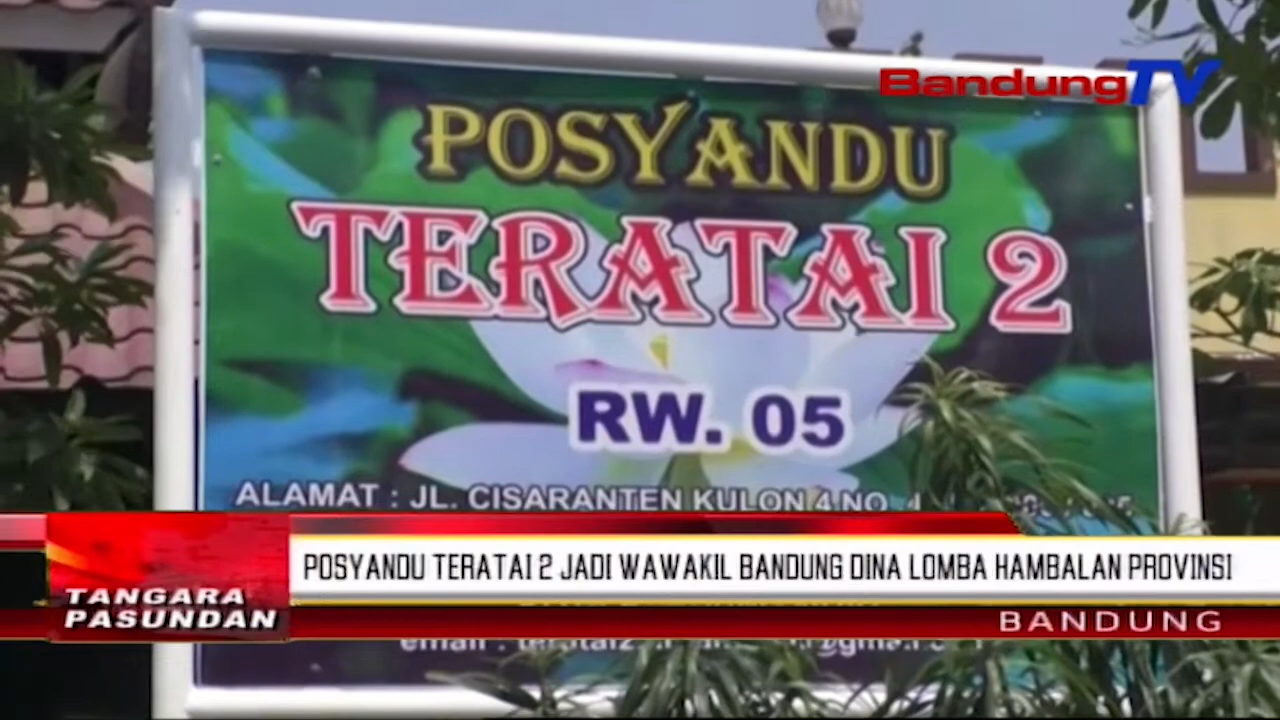 BandungTV
POSYANDU
TERATAI 2
RW. 05
ALAMAT : JL. CISARANTEN KULON 4 NO.
POSYANDU TERATAI 2 JADI WAWAKIL BANDUNG DINA LOMBA HAMBALAN PROVINSI
TANGARA
PASUNDAN
BANDUNG
email :